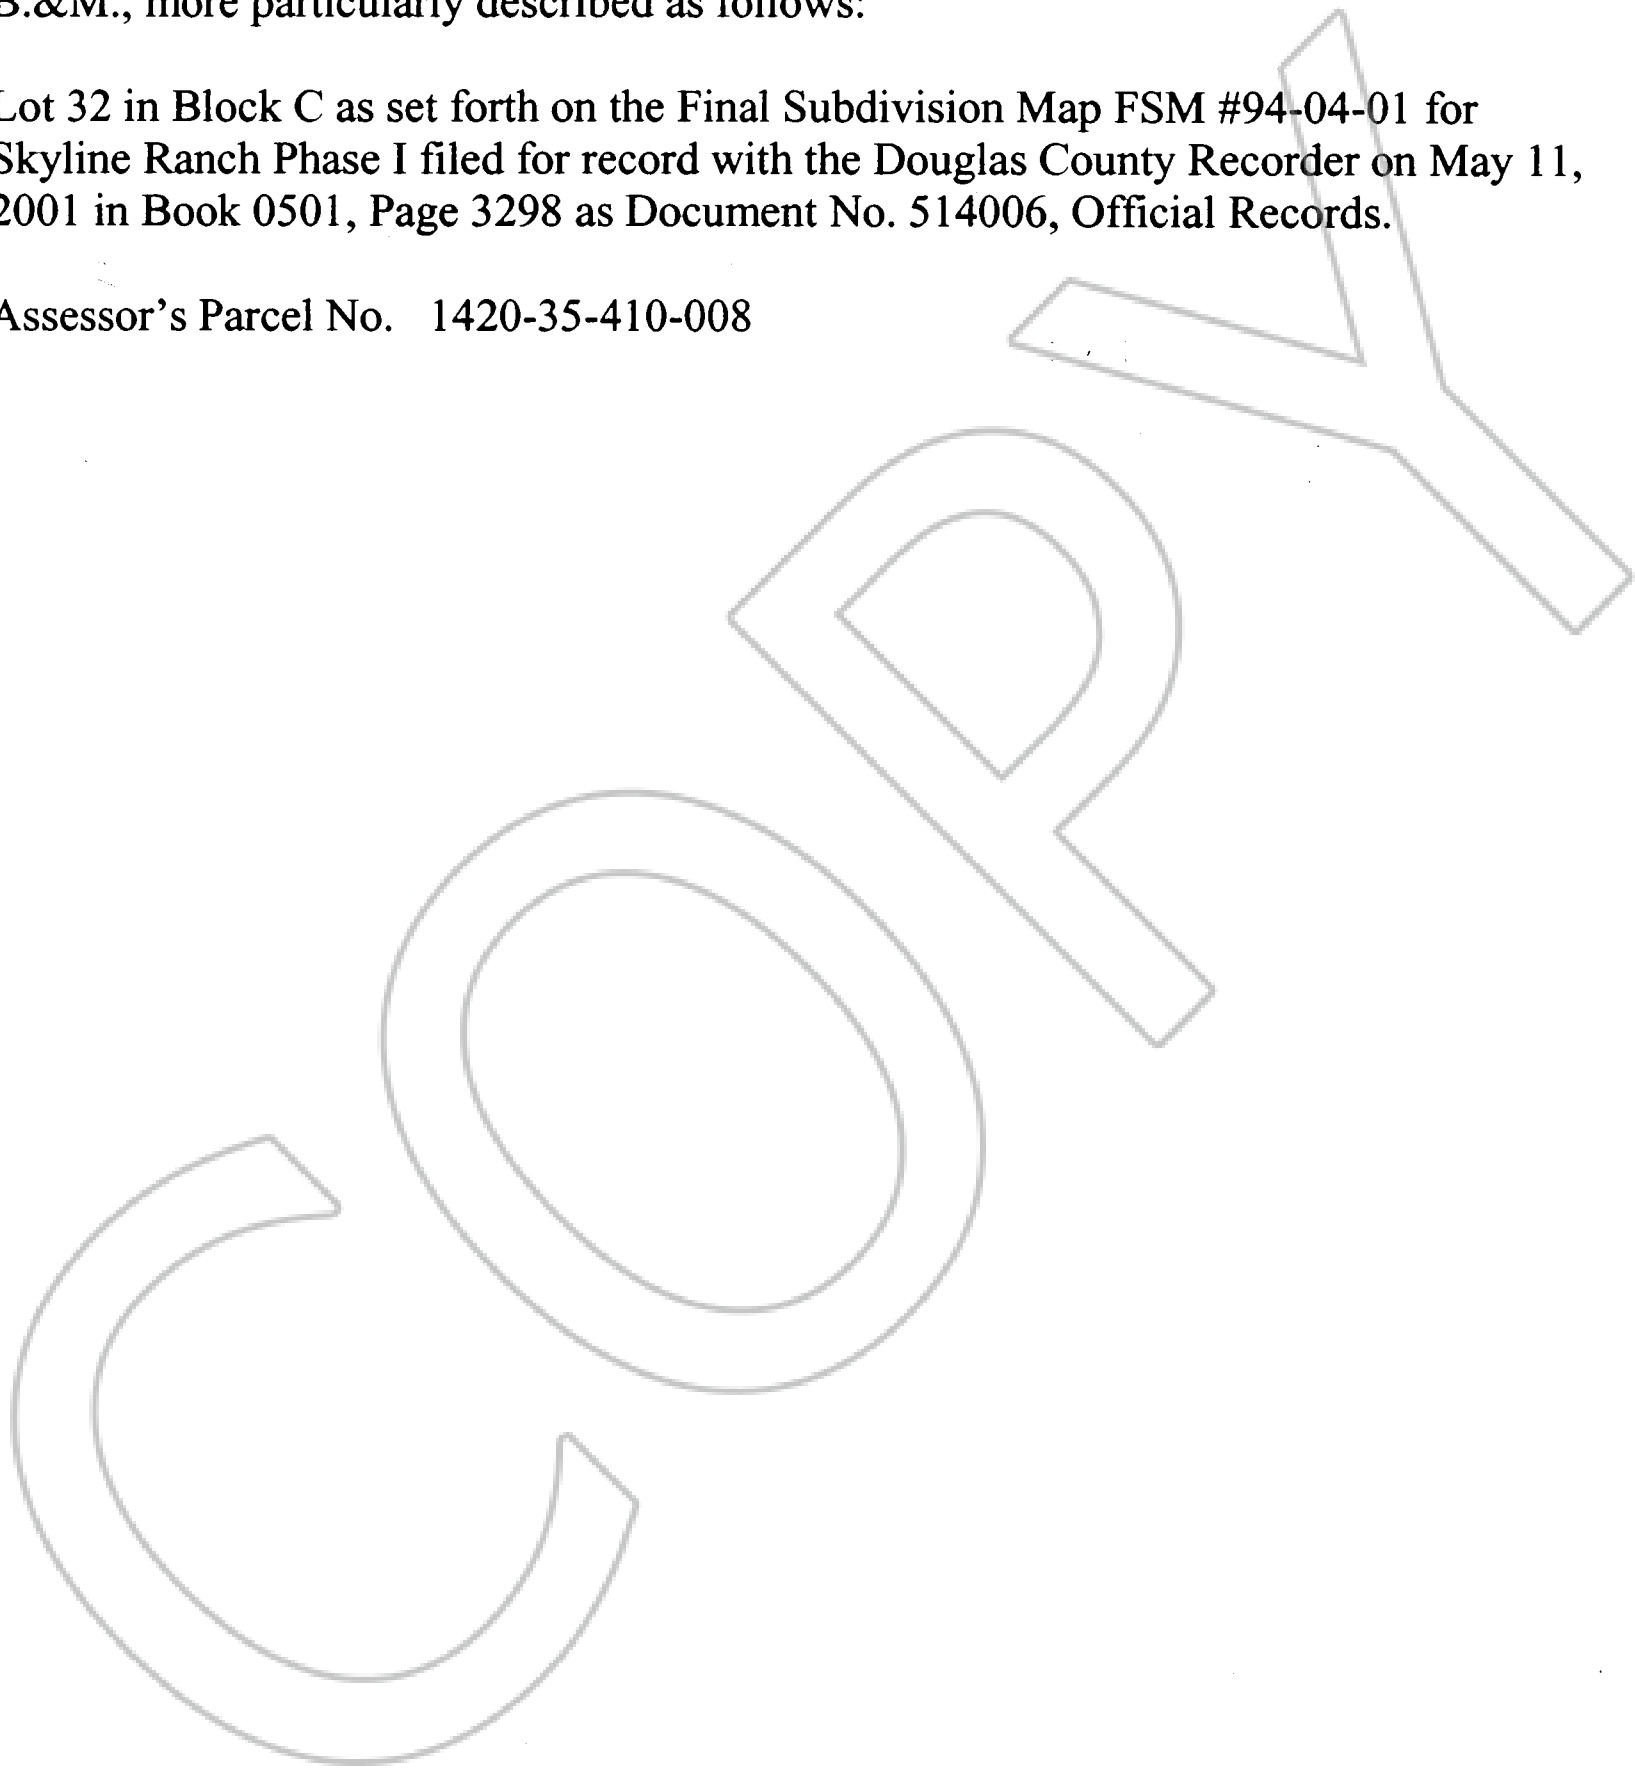 B.&M., more particularly described as follows:
Lot 32 in Block C as set forth on the Final Subdivision Map FSM #94-04-01 for
Skyline Ranch Phase I filed for record with the Douglas County Recorder on May 11,
2001 in Book 0501, Page 3298 as Document No. 514006, Official Records.
Assessor's Parcel No. 1420-35-410-008
COPY